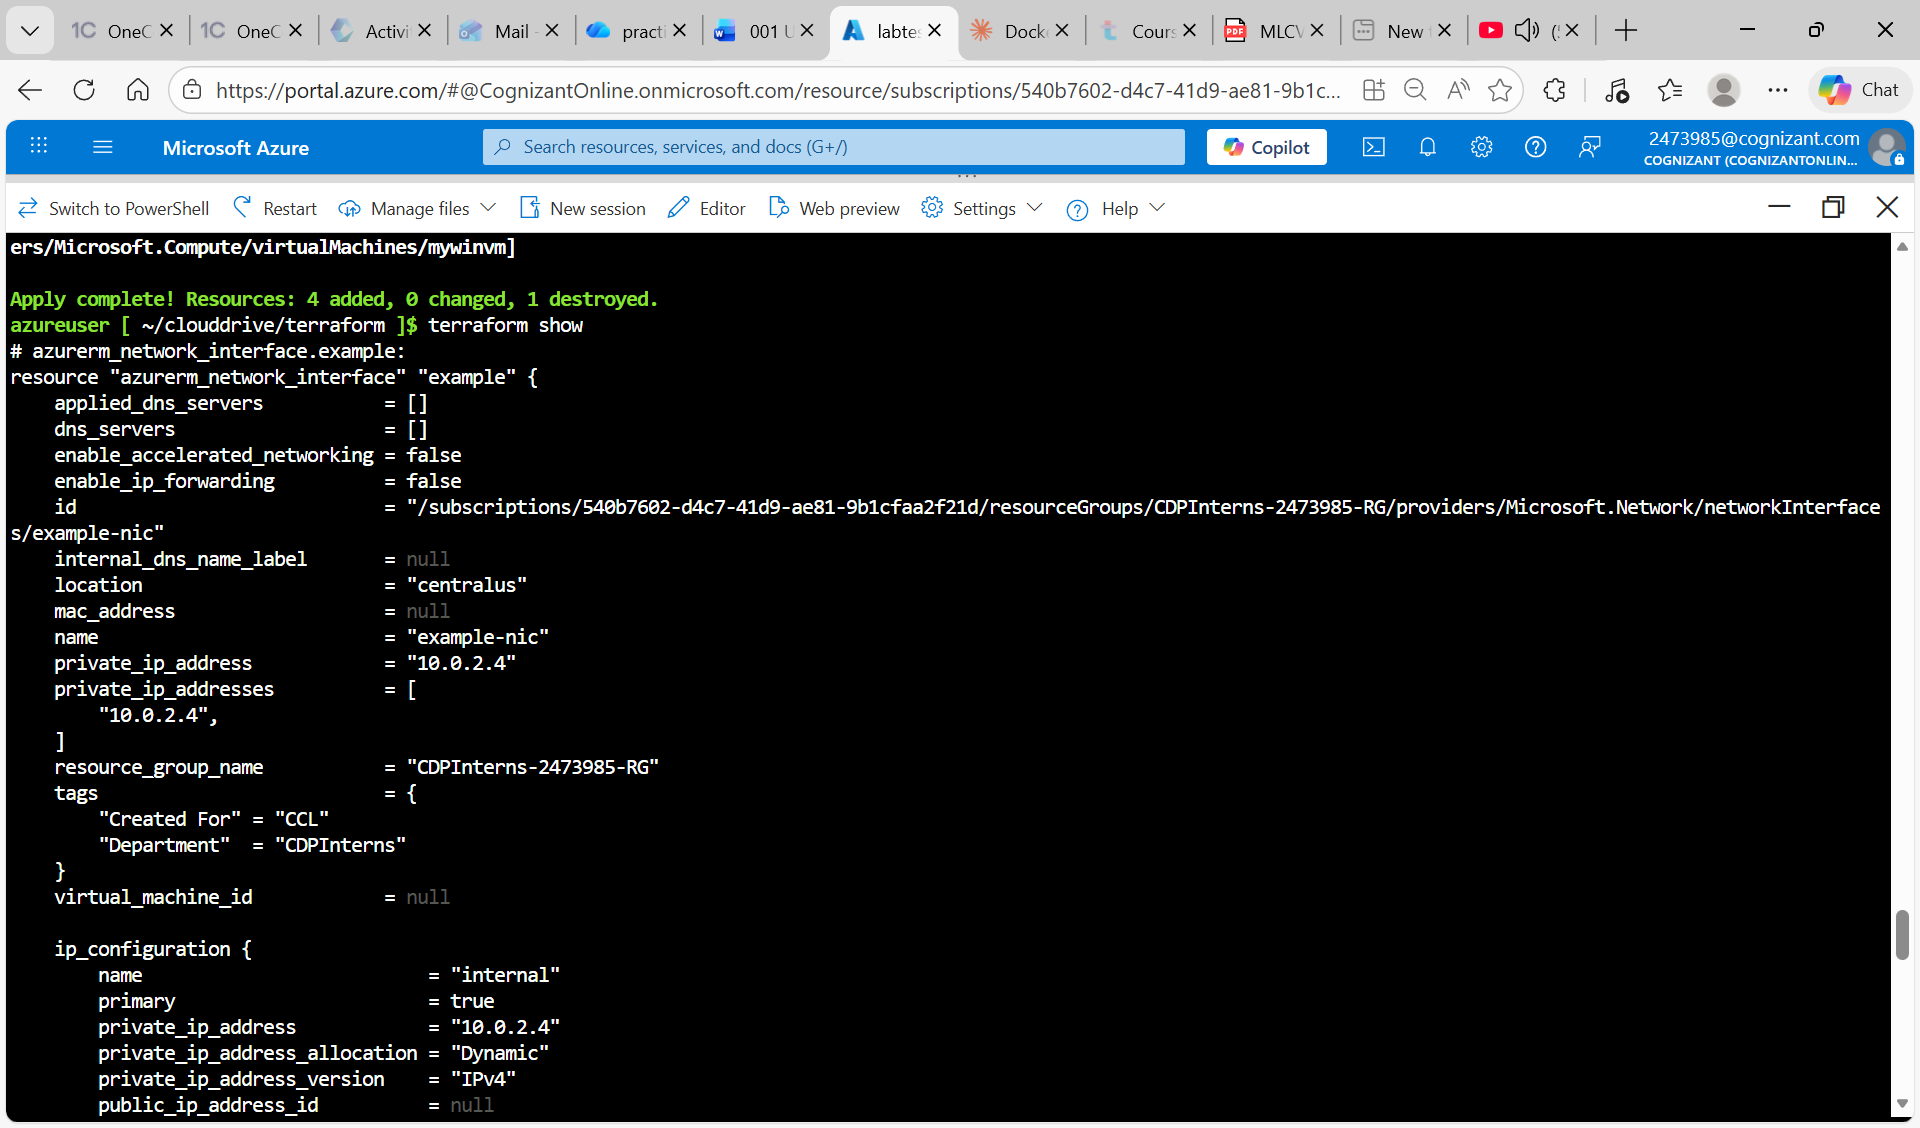 OneC
OneC
Activi
Mail -
practi
001 U
labtes
Docke
Cours
PDF
MLCV
New
(
https://portal.azure.com/#@CognizantOnline.onmicrosoft.com/resource/subscriptions/540b7602-d4c7-41d9-ae81-9b1c...
Chat
Microsoft Azure
Search resources, services, and docs (G+/)
Copilot
2473985@cognizant.com
COGNIZANT (COGNIZANTONLIN...
Switch to PowerShell
Restart
Manage files
New session
Editor
Web preview
Settings
Help
ers/Microsoft.Compute/virtualMachines/mywinvm]
Apply complete! Resources: 4 added, 0 changed, 1 destroyed.
azureuser [ ~/clouddrive/terraform ]$ terraform show
# azurerm_network_interface.example:
resource "azurerm_network_interface" "example" {
    applied_dns_servers           = []
    dns_servers                   = []
    enable_accelerated_networking = false
    enable_ip_forwarding          = false
    id                            = "/subscriptions/540b7602-d4c7-41d9-ae81-9b1cfaa2f21d/resourceGroups/CDPInterns-2473985-RG/providers/Microsoft.Network/networkInterface
s/example-nic"
    internal_dns_name_label       = null
    location                      = "centralus"
    mac_address                   = null
    name                          = "example-nic"
    private_ip_address            = "10.0.2.4"
    private_ip_addresses          = [
        "10.0.2.4",
    ]
    resource_group_name           = "CDPInterns-2473985-RG"
    tags                          = {
        "Created For" = "CCL"
        "Department"  = "CDPInterns"
    }
    virtual_machine_id            = null
    ip_configuration {
        name                          = "internal"
        primary                       = true
        private_ip_address            = "10.0.2.4"
        private_ip_address_allocation = "Dynamic"
        private_ip_address_version    = "IPv4"
        public_ip_address_id          = null